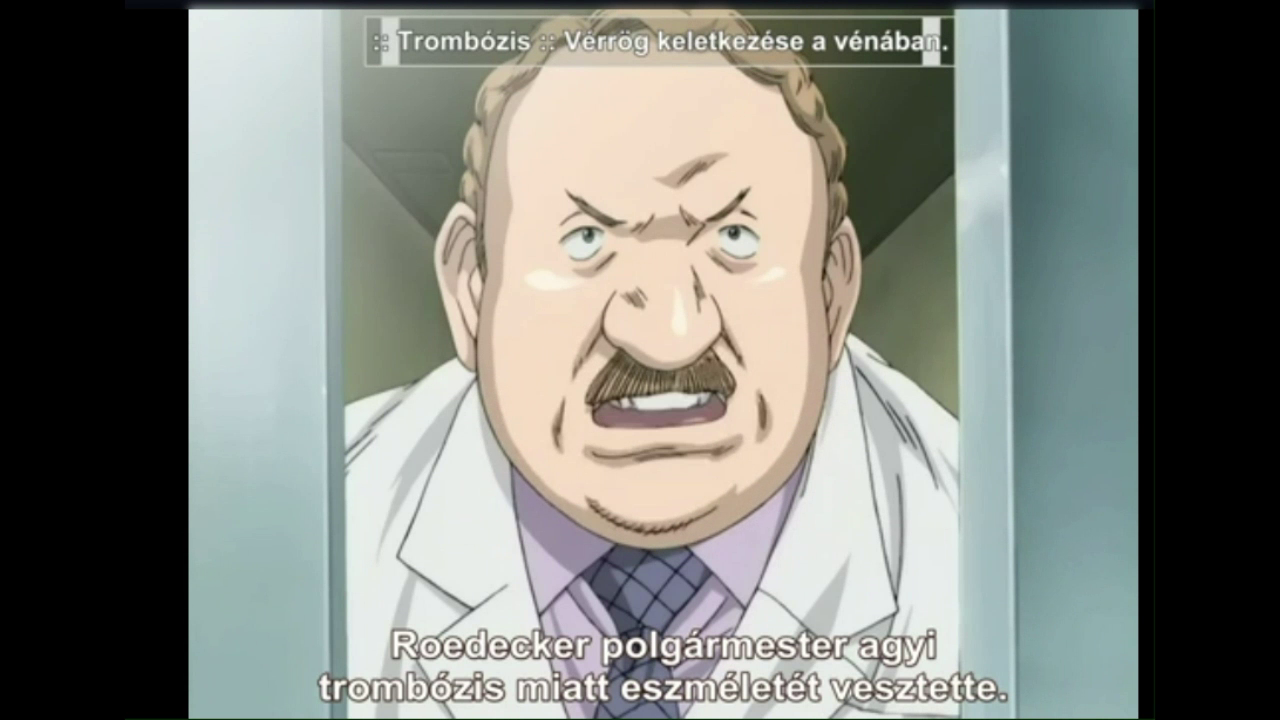 :: Trombózis :: Vérrög keletkezése a vénában.
Roedecker polgármester agyi
trombózis miatt eszméletét vesztette.